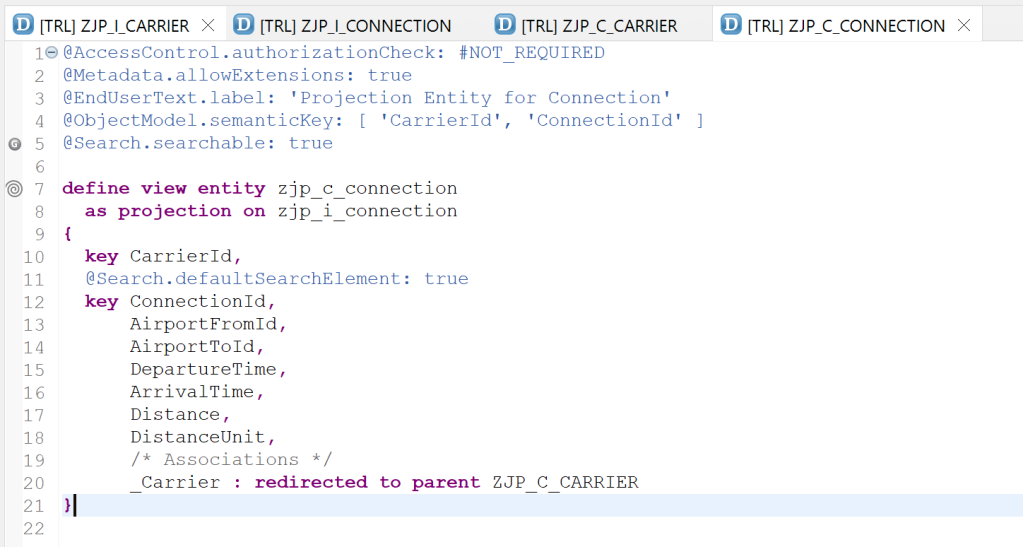 [TRL] ZJP_I_CARRIER [TRL] ZJP_I_CONNECTION [TRL] ZJP_C_CARRIER [TRL] ZJP_C_CONNECTION
1 @AccessControl.authorizationCheck: #NOT_REQUIRED
2 @Metadata.allowExtensions: true
3 @EndUserText.label: 'Projection Entity for Connection'
4 @ObjectModel.semanticKey: [ 'CarrierId', 'ConnectionId' ]
5 @Search.searchable: true
6
7 define view entity zjp_c_connection
8   as projection on zjp_i_connection
9 {
10   key CarrierId,
11   @Search.defaultSearchElement: true
12   key ConnectionId,
13       AirportFromId,
14       AirportToId,
15       DepartureTime,
16       ArrivalTime,
17       Distance,
18       DistanceUnit,
19       /* Associations */
20       _Carrier : redirected to parent ZJP_C_CARRIER
21 }
22